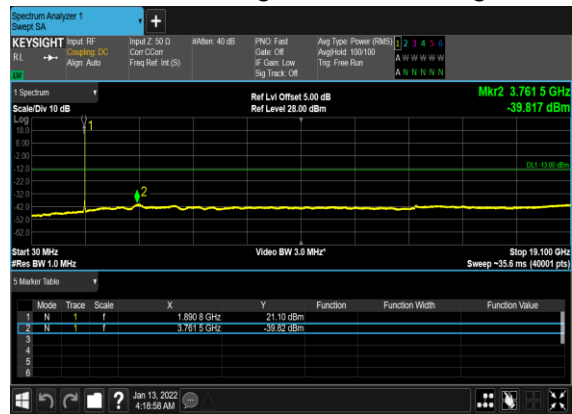 Spectrum Analyzer 1
Swept SA
+
KEYSIGHT Input: RF Input Z: 50 Ω #Atten: 40 dB PNO: Fast Avg Type: Power (RMS) 1 2 3 4 5 6
RL Coupling: DC Corr CCorr Gate: Off Avg|Hold: 100/100 A W W W W W
Align: Auto Freq Ref: Int (S) IF Gain: Low Trig: Free Run
LW Sig Track: Off A N N N N N
1 Spectrum Ref Lvl Offset 5.00 dB Mkr2 3.761 5 GHz
Scale/Div 10 dB Ref Level 28.00 dBm -39.817 dBm
Log
18.0 1
8.00
-2.00
-12.0 DL1 -13.00 dBm
-22.0
-32.0 2
-42.0
-52.0
-62.0
Start 30 MHz Video BW 3.0 MHz* Stop 19.100 GHz
#Res BW 1.0 MHz Sweep ~35.6 ms (40001 pts)
5 Marker Table
Mode Trace Scale X Y Function Function Width Function Value
1 N 1 f 1.890 8 GHz 21.10 dBm
2 N 1 f 3.761 5 GHz -39.82 dBm
3
4
5
6
? Jan 13, 2022
4:18:58 AM